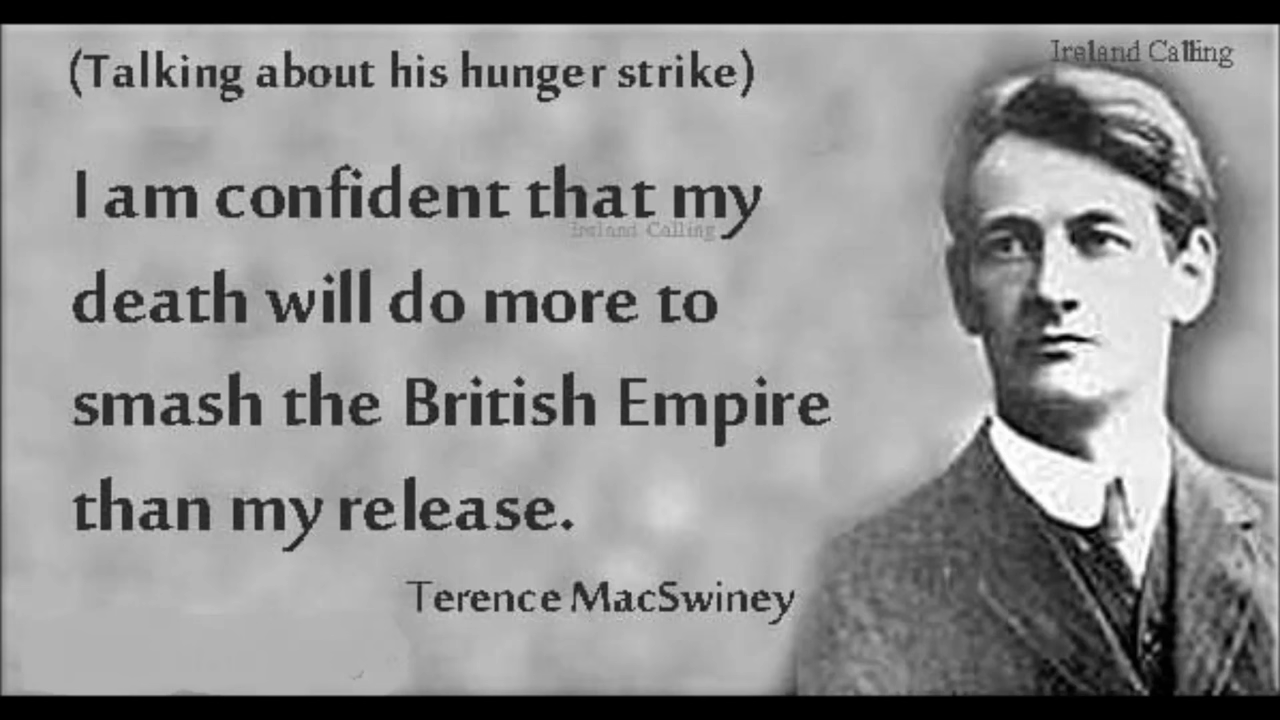 Ireland Calling
(Talking about his hunger strike)
I am confident that my
Ireland Calling
death will do more to
smash the British Empire
than my release.
Terence MacSwiney